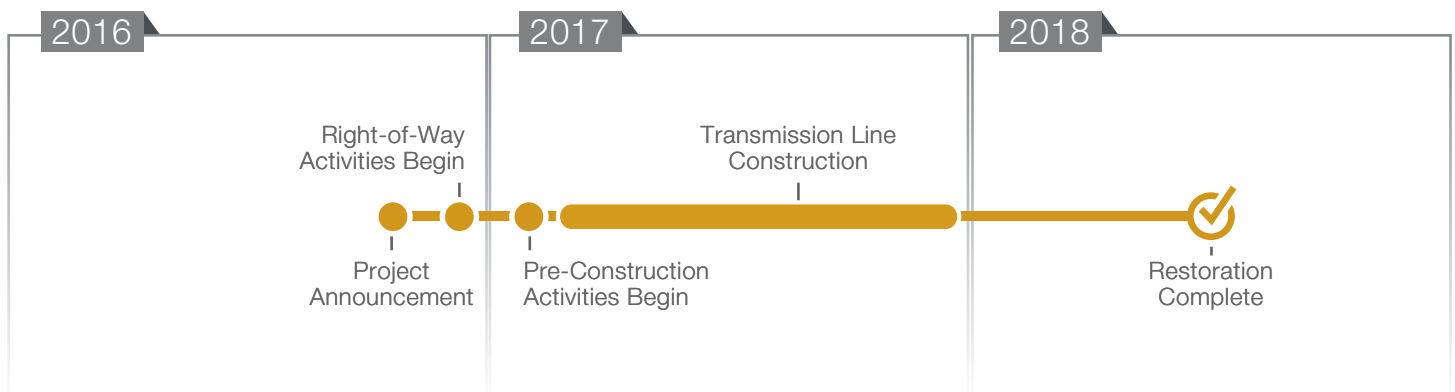 2016
2017
2018
Right-of-Way
Activities Begin
Transmission Line
Construction
Project
Announcement
Pre-Construction
Activities Begin
Restoration
Complete